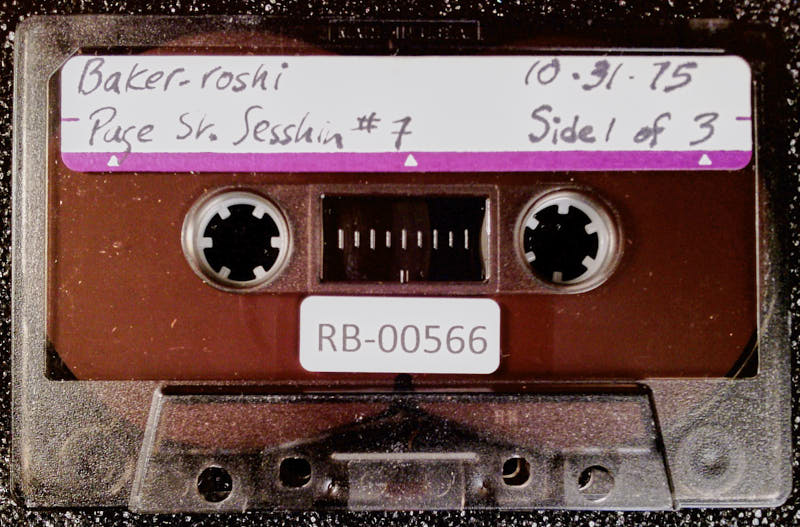 Baker-roshi 10·31·75
Page St. Sesshin #7 Side 1 of 3
RB-00566